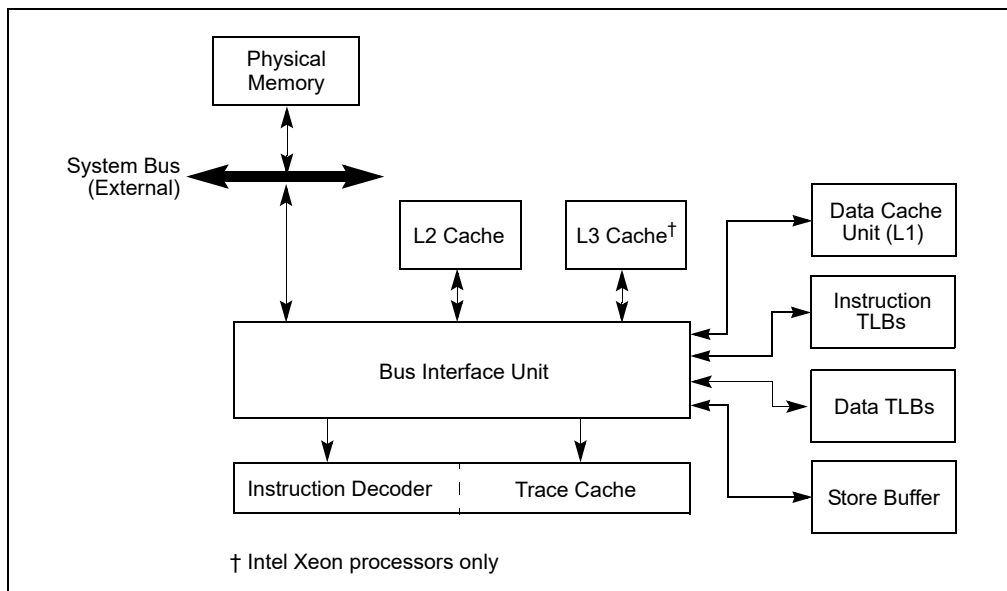 Physical
Memory
System Bus
(External)
L2 Cache
L3 Cache†
Data Cache
Unit (L1)
Instruction
TLBs
Bus Interface Unit
Data TLBs
Instruction Decoder
Trace Cache
Store Buffer
† Intel Xeon processors only